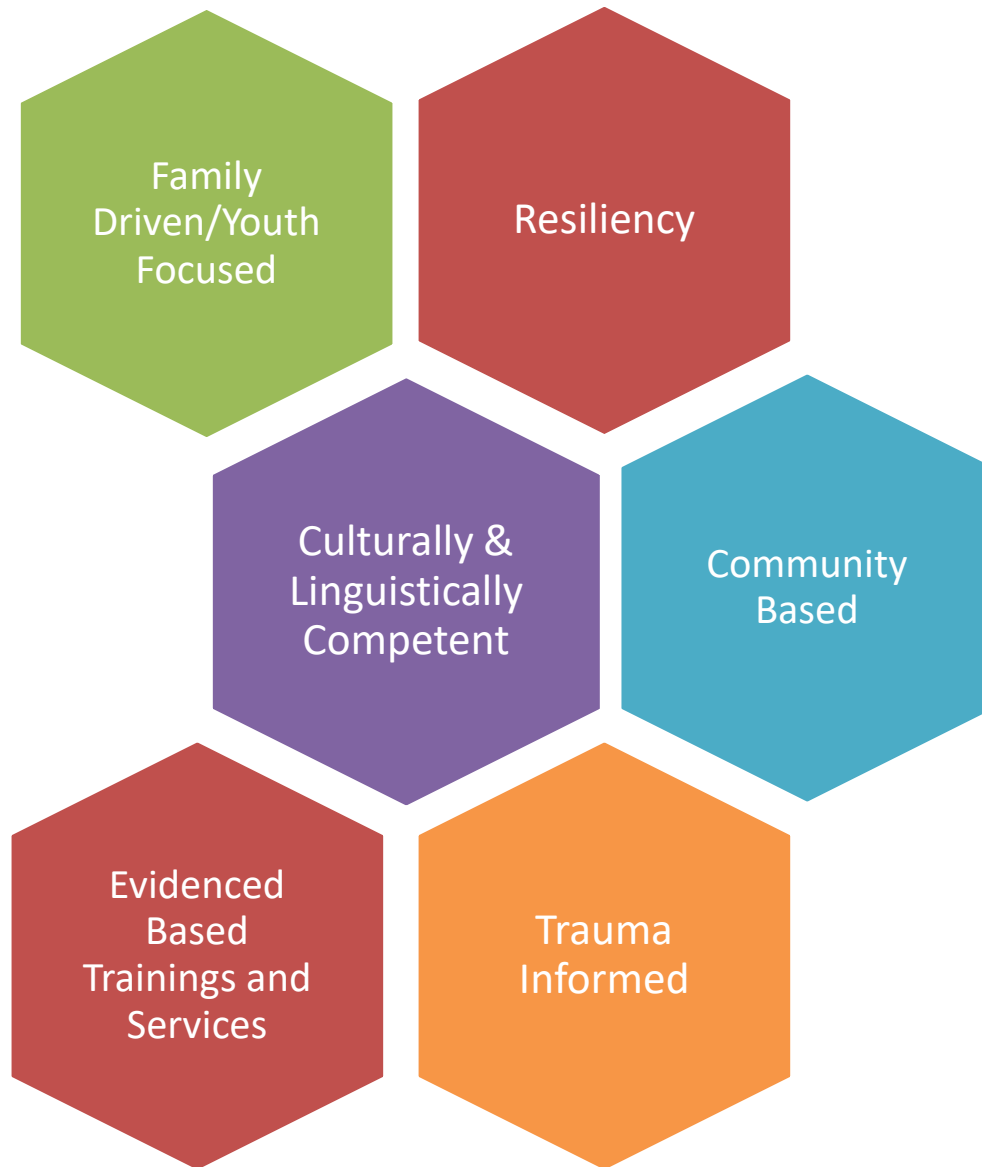 Family
Driven/Youth
Focused
Resiliency
Culturally &
Linguistically
Competent
Community
Based
Evidenced
Based
Trainings and
Services
Trauma
Informed